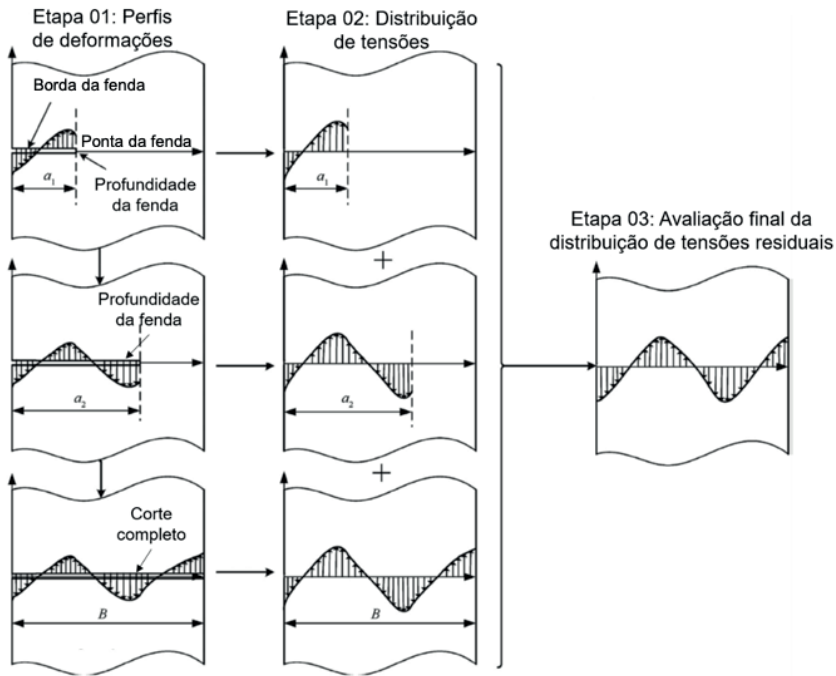 Etapa 01: Perfis
de deformações
Borda da fenda
Ponta da fenda
a₁
Profundidade
da fenda
Etapa 02: Distribuição
de tensões
a₁
+
Profundidade
da fenda
a₂
a₂
+
Corte
completo
B
B
Etapa 03: Avaliação final da
distribuição de tensões residuais